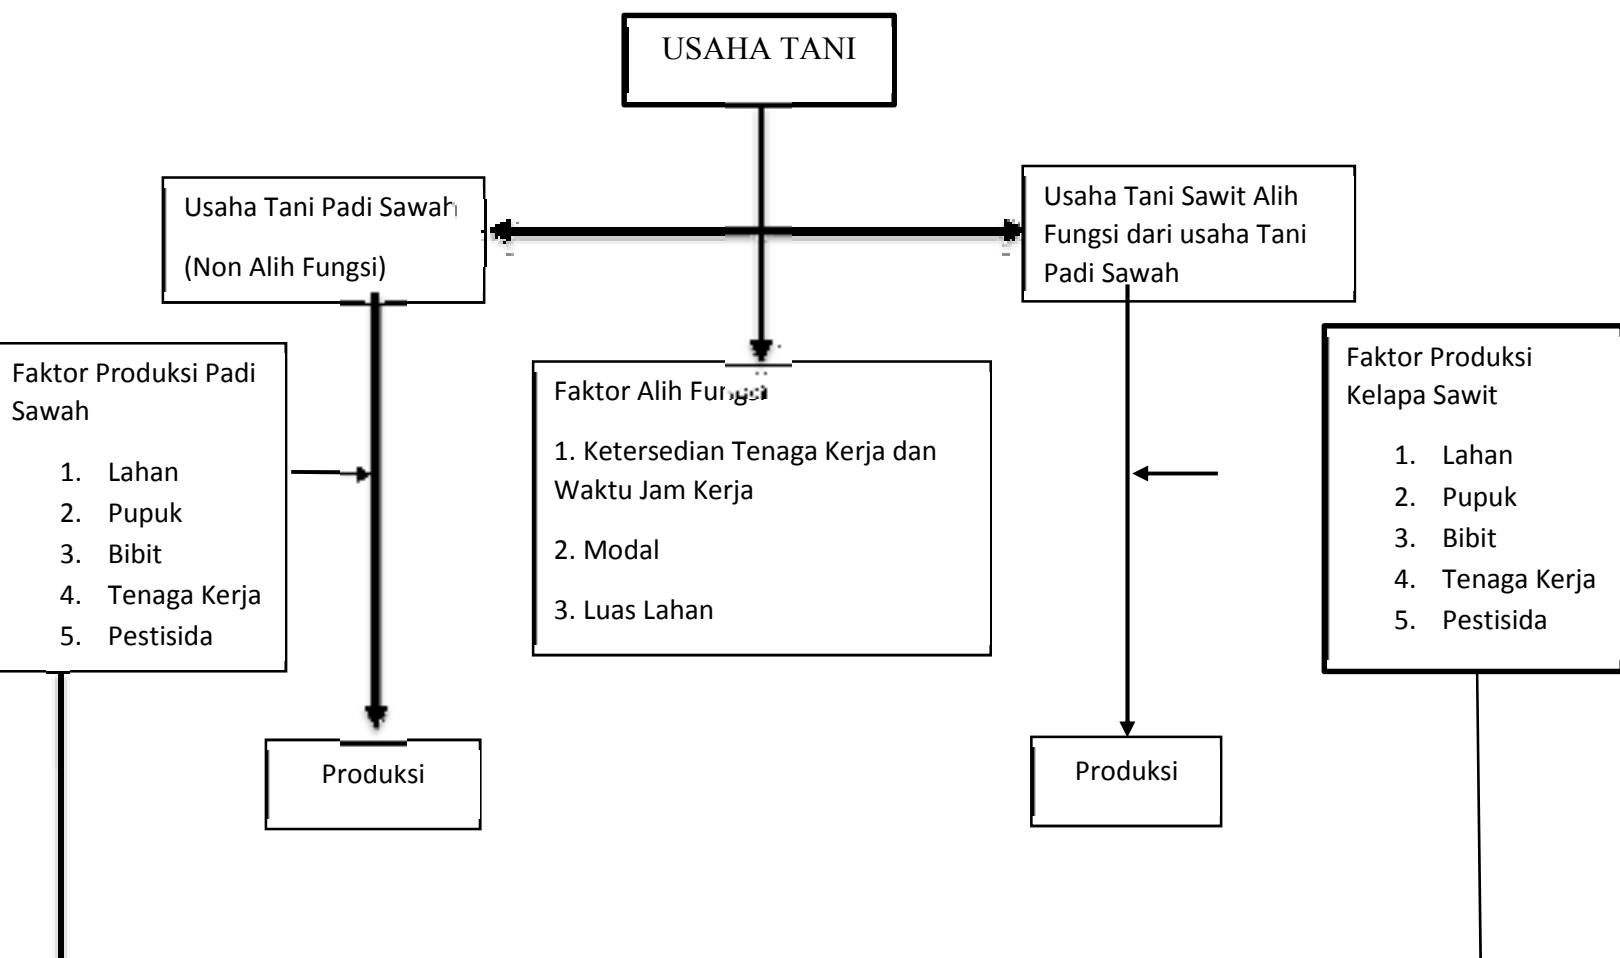 USAHA TANI
Usaha Tani Padi Sawah
(Non Alih Fungsi)
Usaha Tani Sawit Alih
Fungsi dari usaha Tani
Padi Sawah
Faktor Produksi Padi
Sawah
1. Lahan
2. Pupuk
3. Bibit
4. Tenaga Kerja
5. Pestisida
Faktor Alih Fungsi
1. Ketersedian Tenaga Kerja dan
Waktu Jam Kerja
2. Modal
3. Luas Lahan
Faktor Produksi
Kelapa Sawit
1. Lahan
2. Pupuk
3. Bibit
4. Tenaga Kerja
5. Pestisida
Produksi
Produksi